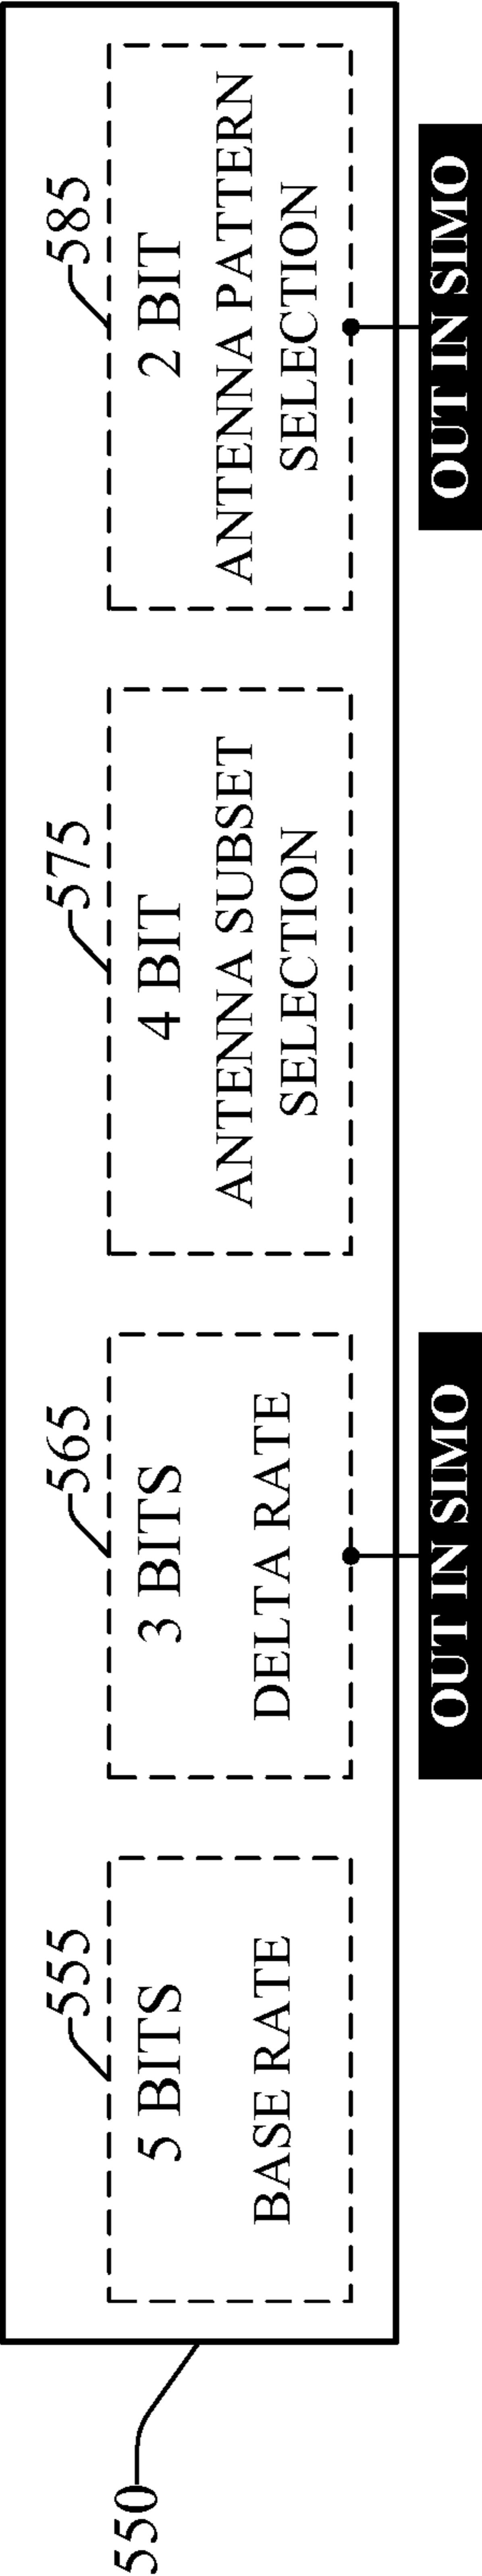 550
555
5 BITS
BASE RATE
565
3 BITS
DELTA RATE
OUT IN SIMO
575
4 BIT
ANTENNA SUBSET
SELECTION
585
2 BIT
ANTENNA PATTERN
SELECTION
OUT IN SIMO